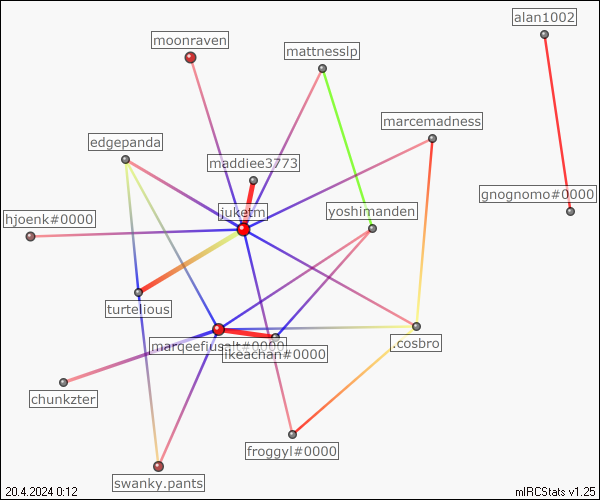 alan1002
moonraven
mattnesslp
marcemadness
edgepanda
maddiee3773
gnognomo#0000
hjoenk#0000
juketm
yoshimanden
turtelious
marqeefiusalt#0000
ikeachan#0000
.cosbro
chunkzter
froggyl#0000
swanky.pants
20.4.2024 0:12
mIRCStats v1.25